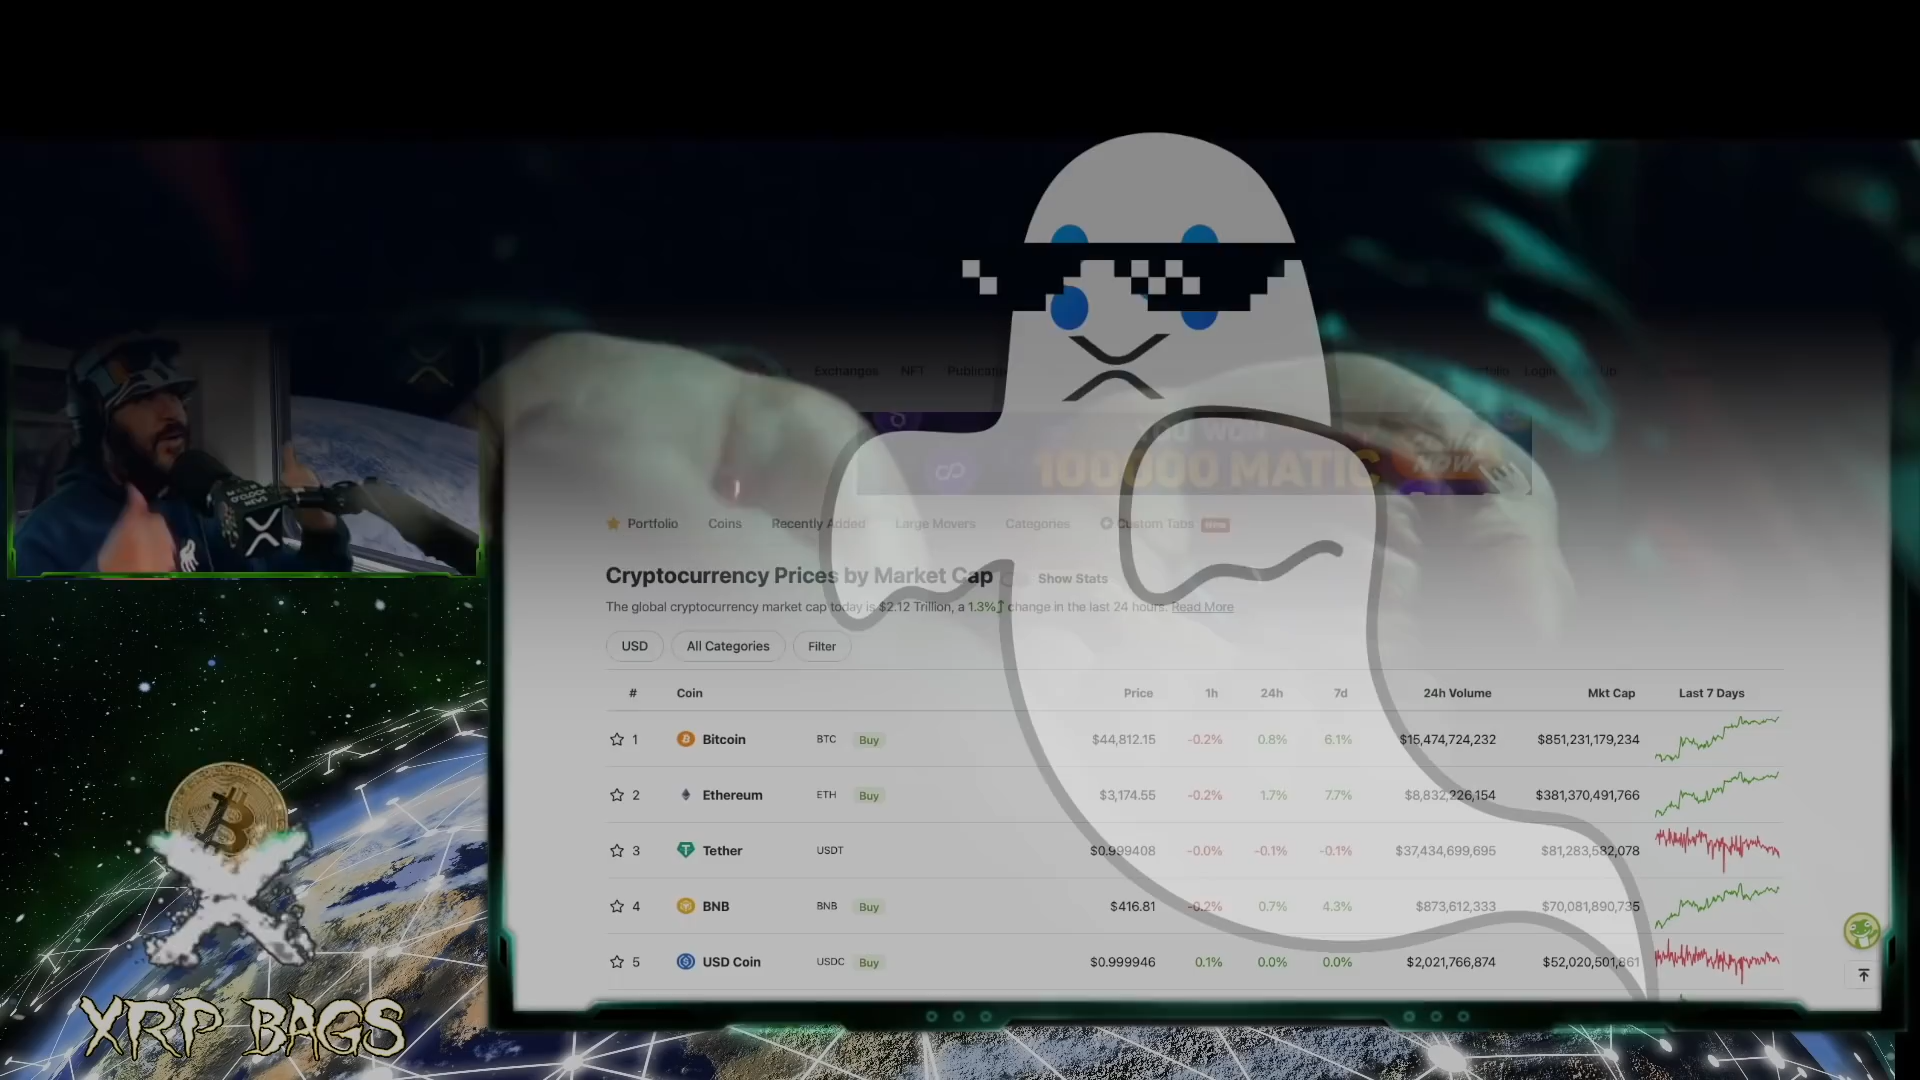 Exchanges NFT
Login
100000 MATIC
NOW
Portfolio Coins Recently Added Large Movers Categories Custom Tabs New
Cryptocurrency Prices by Market Cap Show Stats
The global cryptocurrency market cap today is $2.12 Trillion, a 1.3% change in the last 24 hours. Read More
USD All Categories Filter
# Coin Price 1h 24h 7d 24h Volume Mkt Cap Last 7 Days
1 Bitcoin BTC Buy $44,812.15 -0.2% 0.8% 6.1% $15,474,724,232 $851,231,179,234
2 Ethereum ETH Buy $3,174.55 -0.2% 1.7% 7.7% $8,832,226,154 $381,370,491,766
3 Tether USDT $0.999408 -0.0% -0.1% -0.1% $37,434,699,695 $81,283,532,078
4 BNB BNB Buy $416.81 -0.2% 0.7% 4.3% $873,612,333 $70,081,890,735
5 USD Coin USDC Buy $0.999946 0.1% 0.0% 0.0% $2,021,766,874 $52,020,501,861
O'CLOCK
NEWS
XRP BAGS